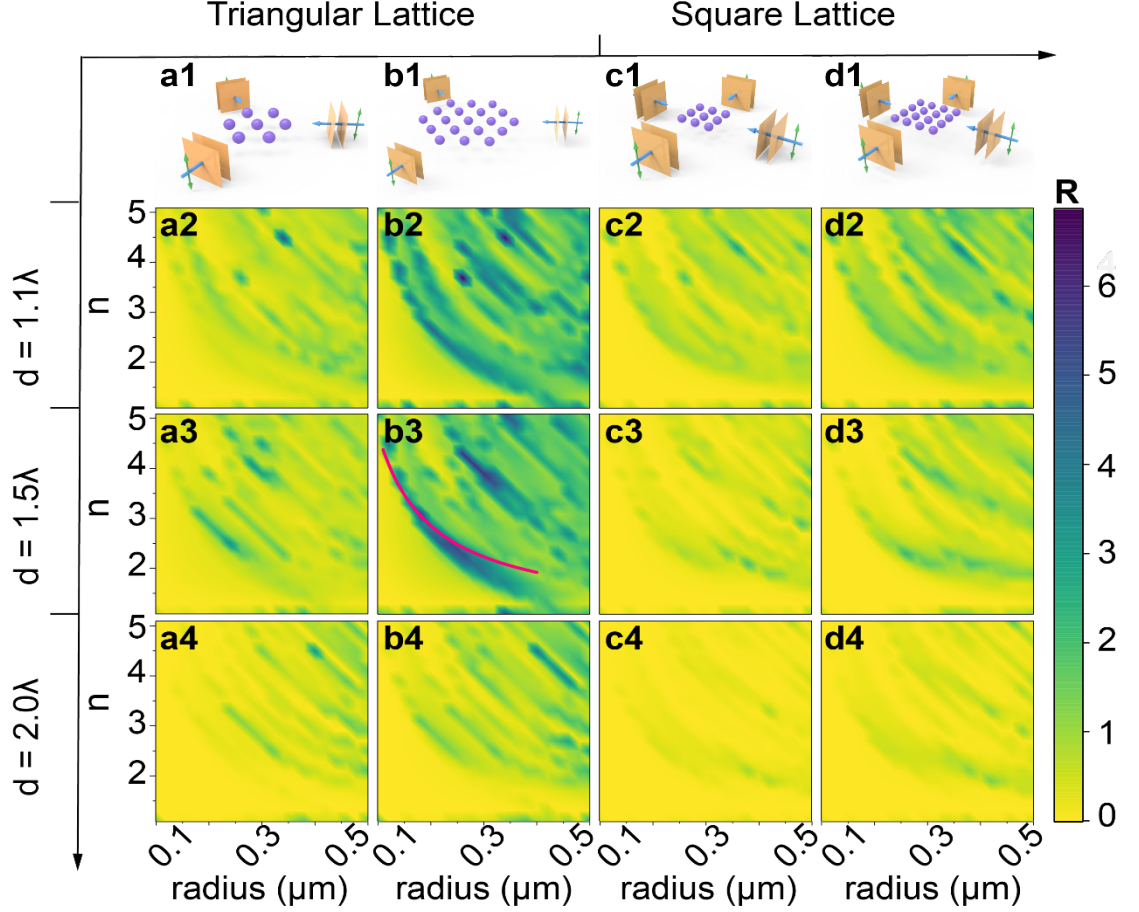 Triangular Lattice Square Lattice
a1 b1 c1 d1
R
d = 1.1λ n 5 4 3 2 a2 b2 c2 d2
d = 1.5λ n 5 4 3 2 a3 b3 c3 d3
d = 2.0λ n 5 4 3 2 a4 b4 c4 d4
6
5
4
3
2
1
0
0.1 0.3 0.5 0.1 0.3 0.5 0.1 0.3 0.5 0.1 0.3 0.5
radius (μm) radius (μm) radius (μm) radius (μm)